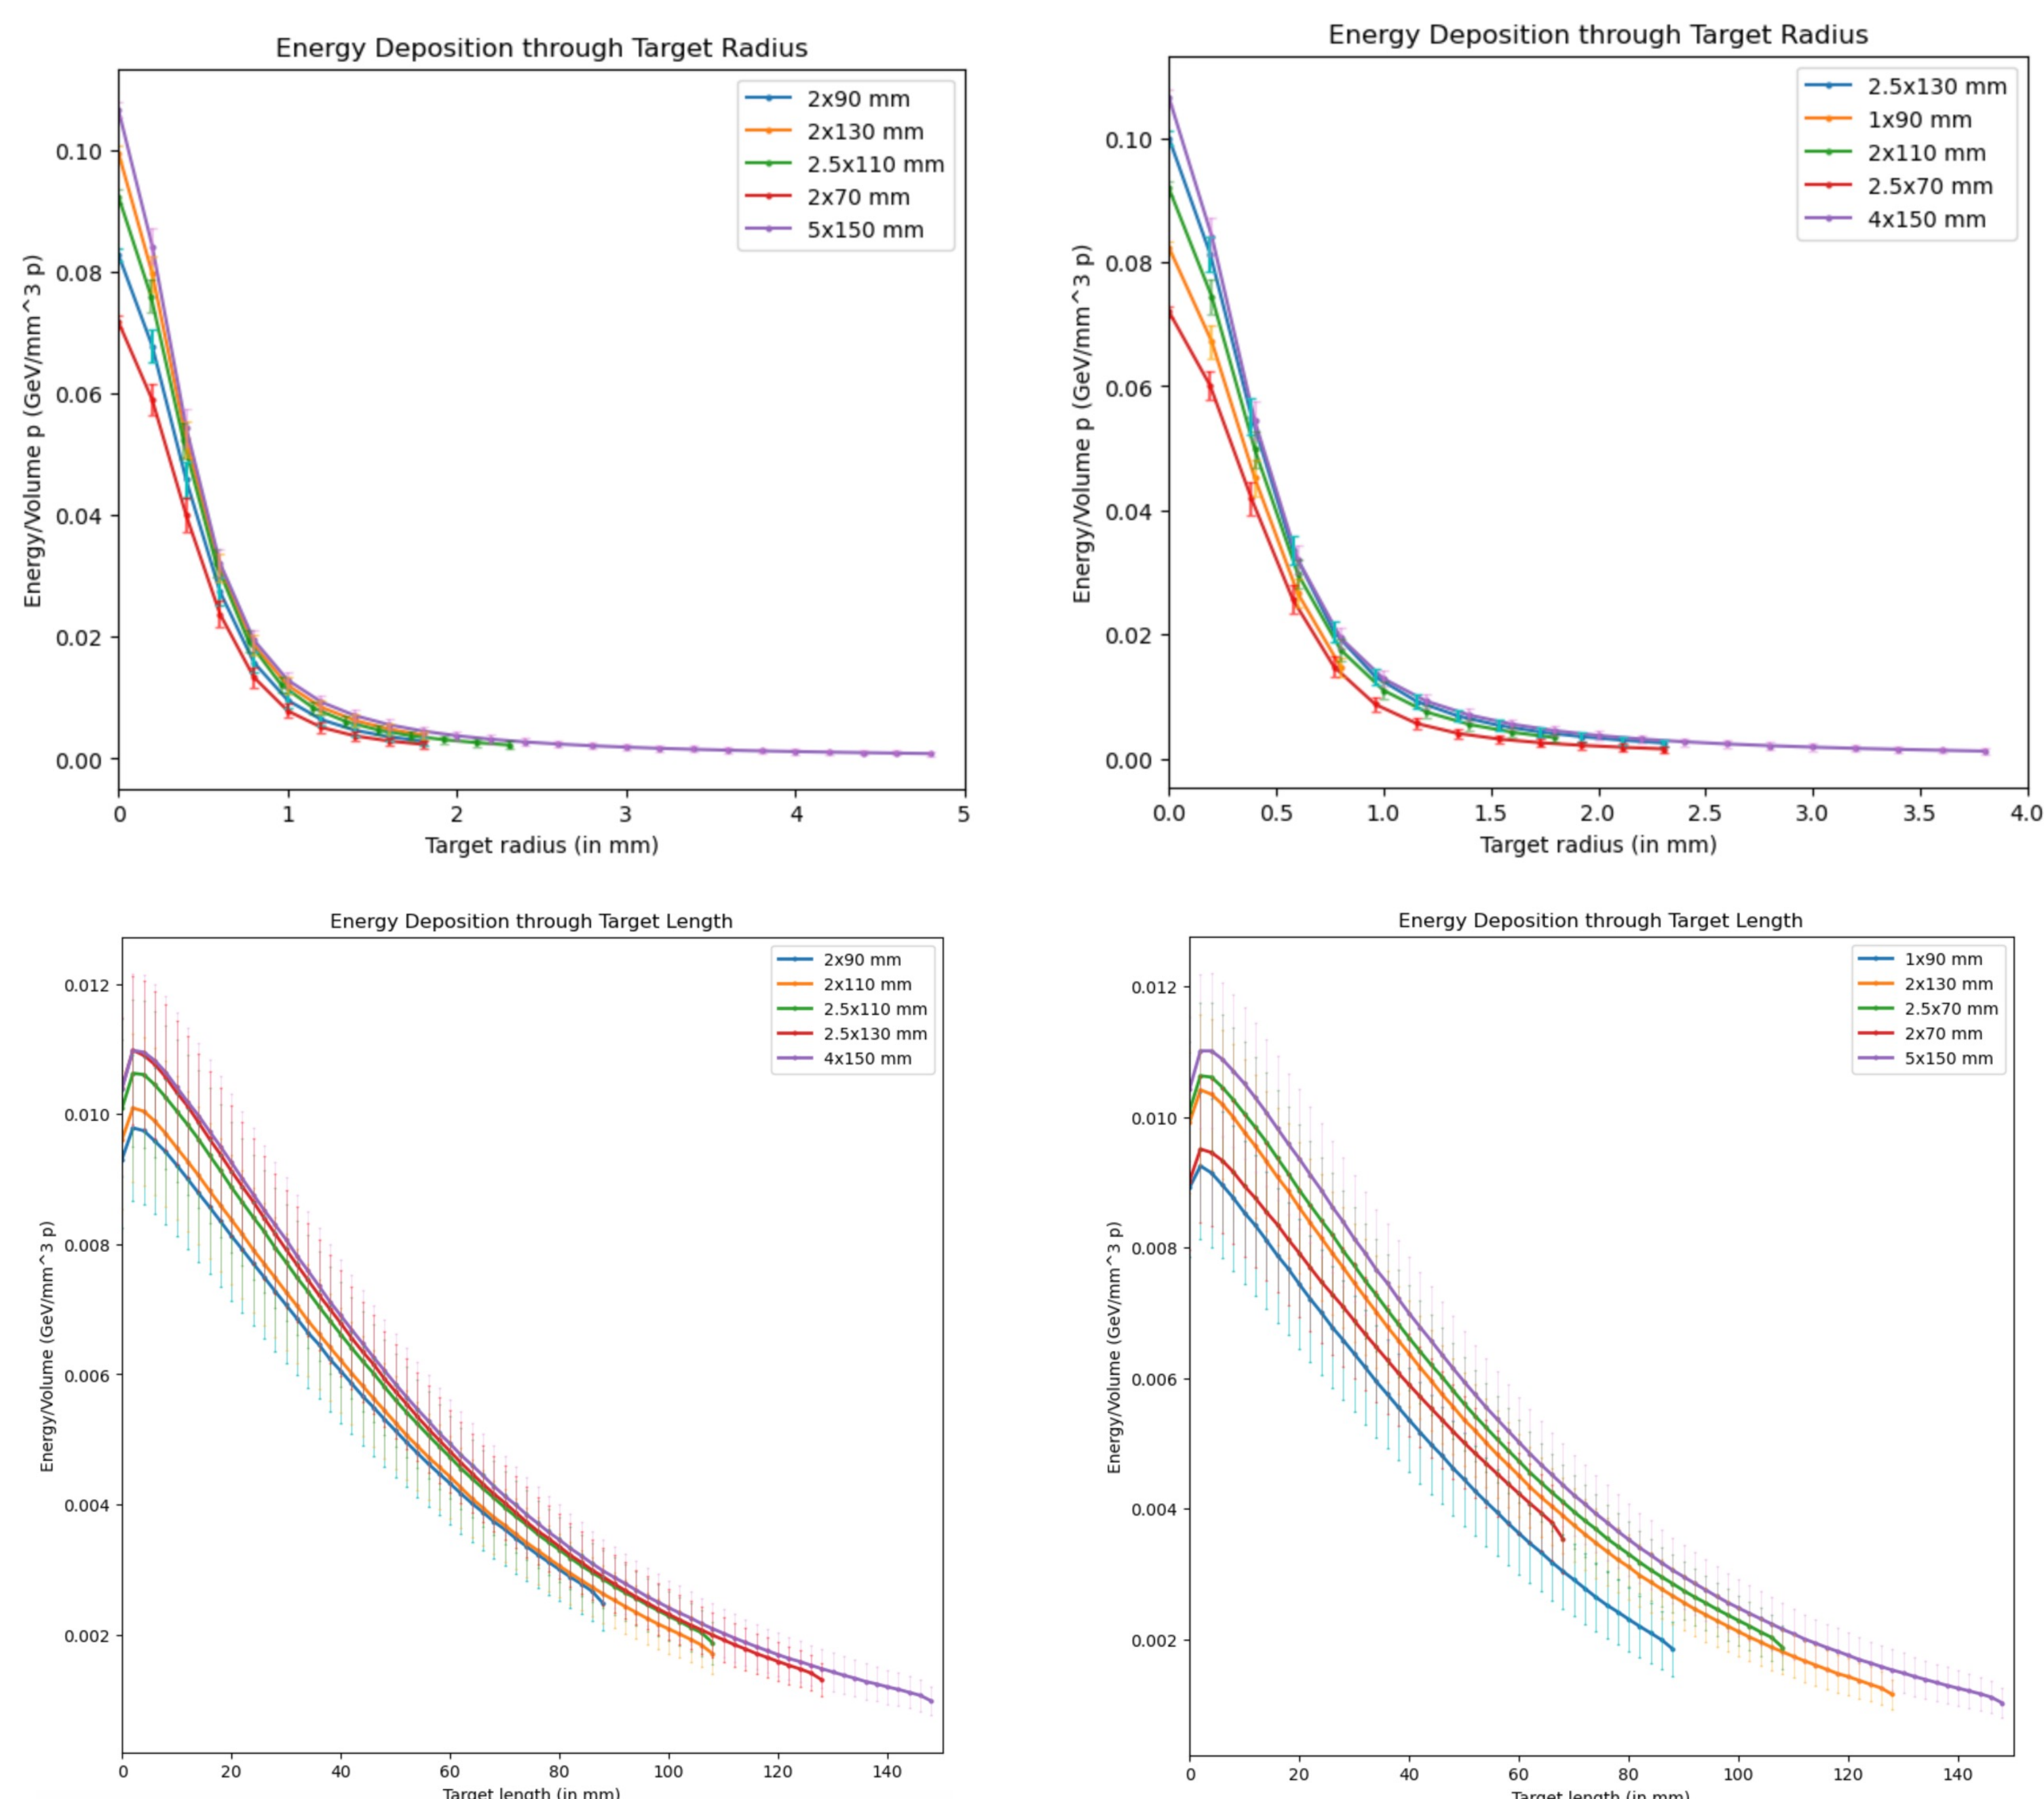 Energy Deposition through Target Radius
2x90 mm
2x130 mm
2.5x110 mm
2x70 mm
5x150 mm
0.10
0.08
0.06
0.04
0.02
0.00
Energy/Volume p (GeV/mm^3 p)
0 1 2 3 4 5
Target radius (in mm)
Energy Deposition through Target Radius
2.5x130 mm
1x90 mm
2x110 mm
2.5x70 mm
4x150 mm
0.10
0.08
0.06
0.04
0.02
0.00
Energy/Volume p (GeV/mm^3 p)
0.0 0.5 1.0 1.5 2.0 2.5 3.0 3.5 4.0
Target radius (in mm)
Energy Deposition through Target Length
2x90 mm
2x110 mm
2.5x110 mm
2.5x130 mm
4x150 mm
0.012
0.010
0.008
0.006
0.004
0.002
Energy/Volume (GeV/mm^3 p)
0 20 40 60 80 100 120 140
Target length (in mm)
Energy Deposition through Target Length
1x90 mm
2x130 mm
2.5x70 mm
2x70 mm
5x150 mm
0.012
0.010
0.008
0.006
0.004
0.002
Energy/Volume (GeV/mm^3 p)
0 20 40 60 80 100 120 140
Target length (in mm)